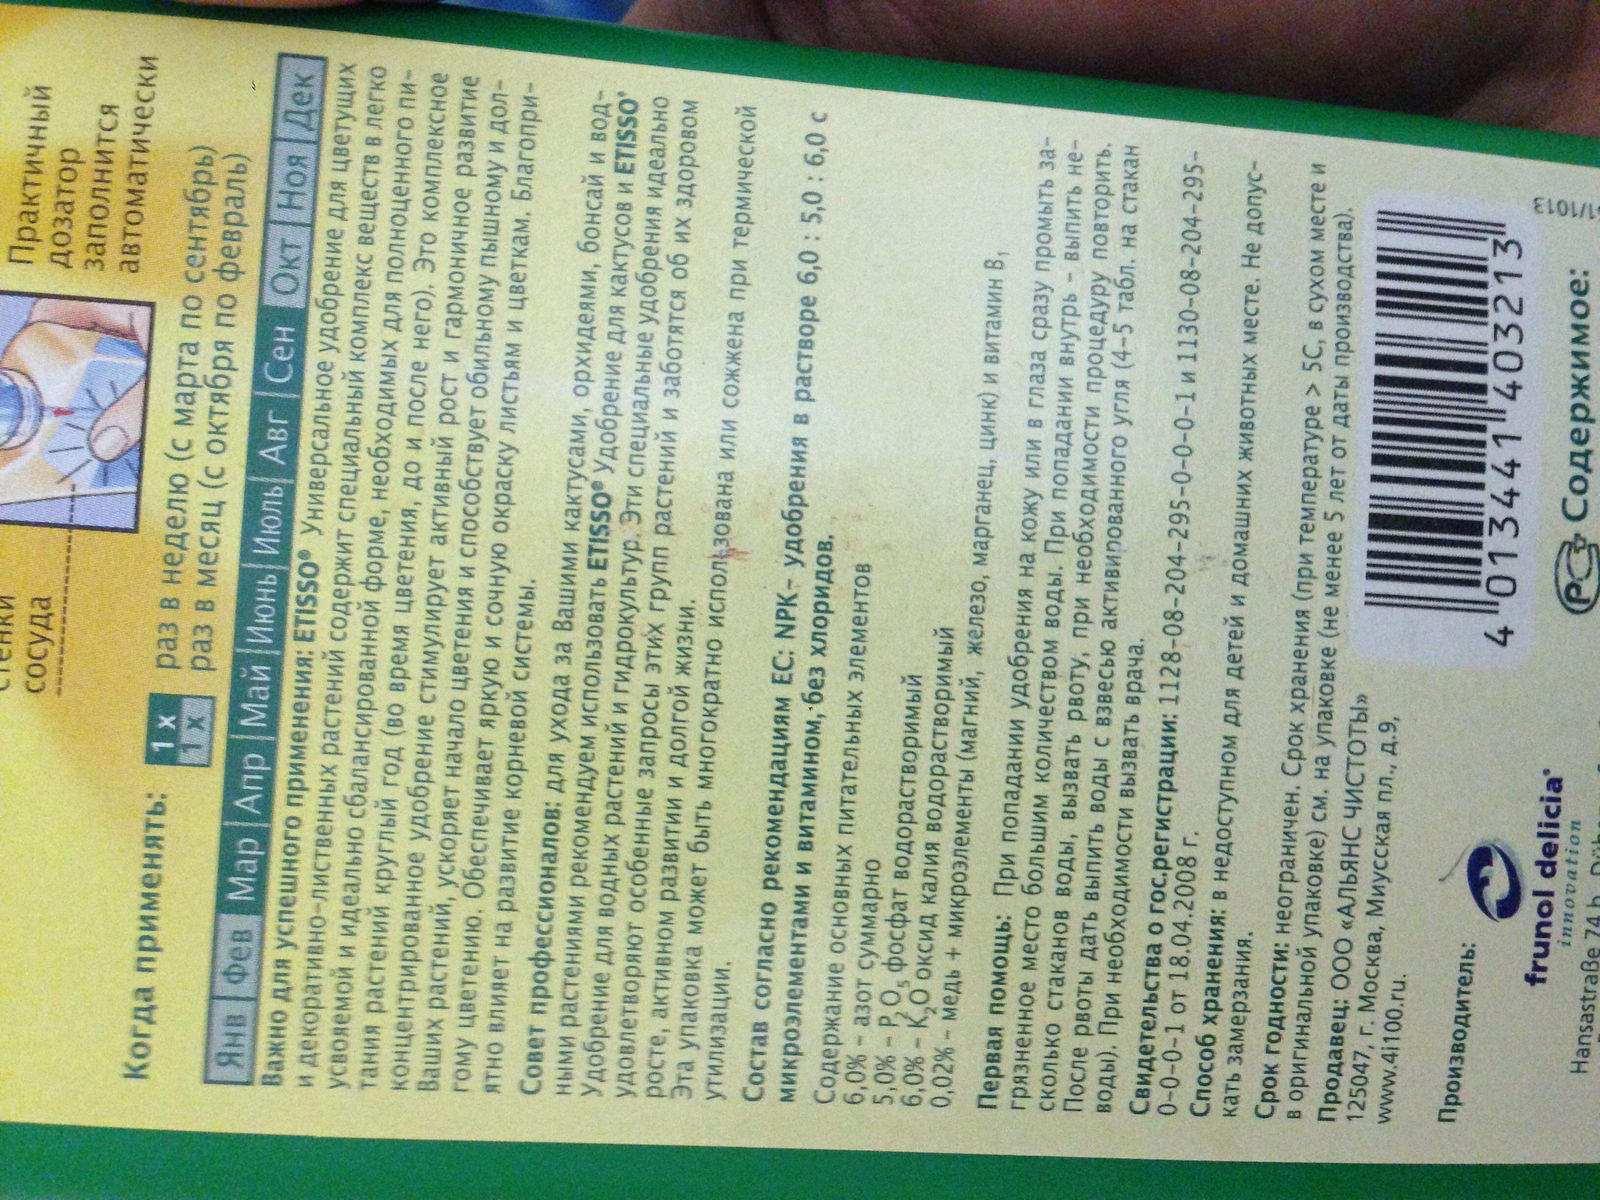 Практичный
дозатор
заполнится
автоматически
сосуда
Когда применять:
1 x раз в неделю (с марта по сентябрь)
1 x раз в месяц (с октября по февраль)
Янв Фев Мар Апр Май Июнь Июль Авг Сен Окт Ноя Дек
Важно для успешного применения: ETISSO® Универсальное удобрение для цветущих
и декоративно-лиственных растений содержит специальный комплекс веществ в легко
усвояемой и идеально сбалансированной форме, необходимых для полноценного пи-
тания растений круглый год (во время цветения, до и после него). Это комплексное
концентрированное удобрение стимулирует активный рост и гармоничное развитие
Ваших растений, ускоряет начало цветения и способствует обильному пышному и дол-
гому цветению. Обеспечивает яркую и сочную окраску листьям и цветкам. Благопри-
ятно влияет на развитие корневой системы.
Совет профессионалов: для ухода за Вашими кактусами, орхидеями, бонсай и вод-
ными растениями рекомендуем использовать ETISSO® Удобрение для кактусов и ETISSO®
Удобрение для водных растений и гидрокультур. Эти специальные удобрения идеально
удовлетворяют особенные запросы этих групп растений и заботятся об их здоровом
росте, активном развитии и долгой жизни.
Эта упаковка может быть многократно использована или сожжена при термической
утилизации.
Состав согласно рекомендациям ЕС: NPK – удобрения в растворе 6,0 : 5,0 : 6,0 с
микроэлементами и витамином, без хлоридов.
Содержание основных питательных элементов
6,0% – азот суммарно
5,0% – P₂O₅ фосфат водорастворимый
6,0% – K₂O оксид калия водорастворимый
0,02% – медь + микроэлементы (магний, железо, марганец, цинк) и витамин B₁
Первая помощь: При попадании удобрения на кожу или в глаза сразу промыть за-
грязненное место большим количеством воды. При попадании внутрь – выпить не-
сколько стаканов воды, вызвать рвоту, при необходимости процедуру повторить.
После рвоты дать выпить воды с взвесью активированного угля (4–5 табл. на стакан
воды). При необходимости вызвать врача.
Свидетельства о гос.регистрации: 1128-08-204-295-0-0-0-1 и 1130-08-204-295-
0-0-0-1 от 18.04.2008 г.
Способ хранения: в недоступном для детей и домашних животных месте. Не допус-
кать замерзания.
Срок годности: неограничен. Срок хранения (при температуре > 5С, в сухом месте и
в оригинальной упаковке) см. на упаковке (не менее 5 лет от даты производства).
Продавец: ООО «АЛЬЯНС ЧИСТОТЫ»
125047, г. Москва, Миусская пл., д.9,
www.4i100.ru.
4 013441 403213
1/1013
Производитель:
frunol delicia®
innovation
Hansastraße 74 b,
Содержимое: